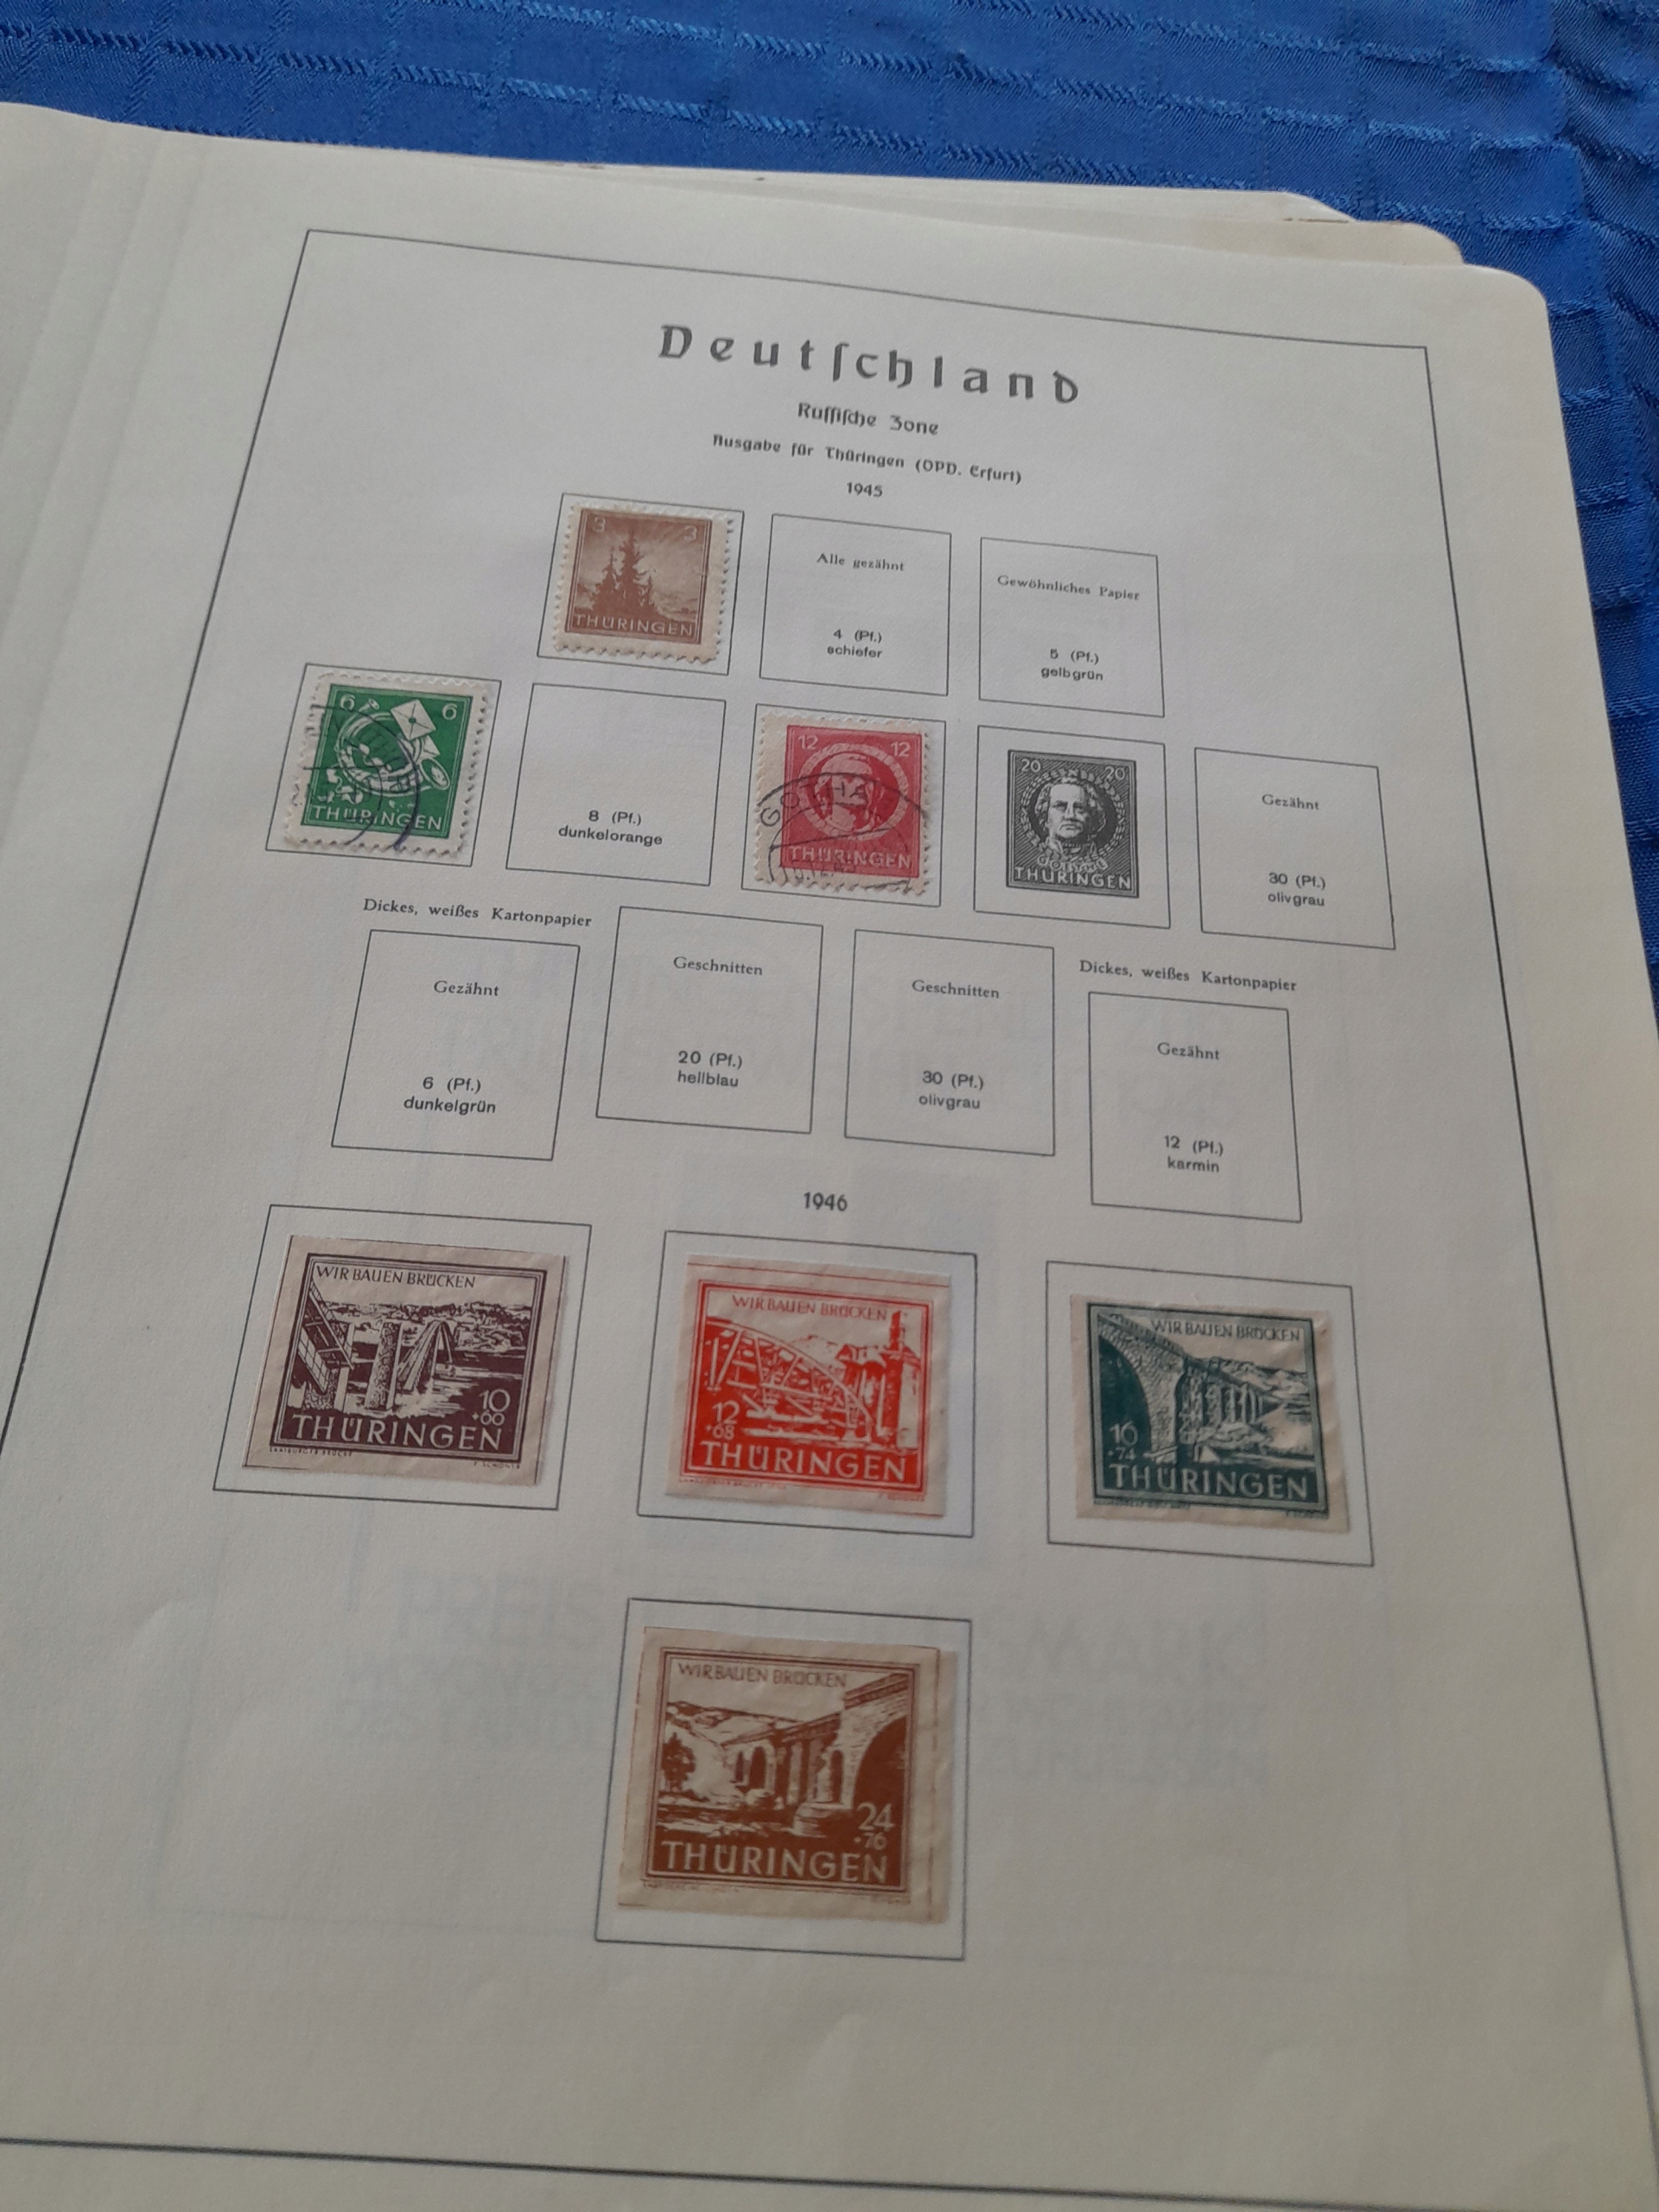 Deutſchland
Ruſſiſche Zone
Ausgabe für Thüringen (OPD. Erfurt)
1945
3 3
THÜRINGEN
Alle gezähnt
4 (Pf.)
schiefer
Gewöhnliches Papier
5 (Pf.)
gelbgrün
6 6
THÜRINGEN
8 (Pf.)
dunkelorange
12 12
GOTHA
THÜRINGEN
20 20
GOETHE
THÜRINGEN
Gezähnt
30 (Pf.)
olivgrau
Dickes, weißes Kartonpapier
Gezähnt
6 (Pf.)
dunkelgrün
Geschnitten
20 (Pf.)
hellblau
Geschnitten
30 (Pf.)
olivgrau
Dickes, weißes Kartonpapier
Gezähnt
12 (Pf.)
karmin
1946
WIR BAUEN BRÜCKEN
10
+60
THÜRINGEN
WIR BAUEN BRÜCKEN
12
+68
THÜRINGEN
WIR BAUEN BRÜCKEN
16
+74
THÜRINGEN
WIR BAUEN BRÜCKEN
24
+76
THÜRINGEN